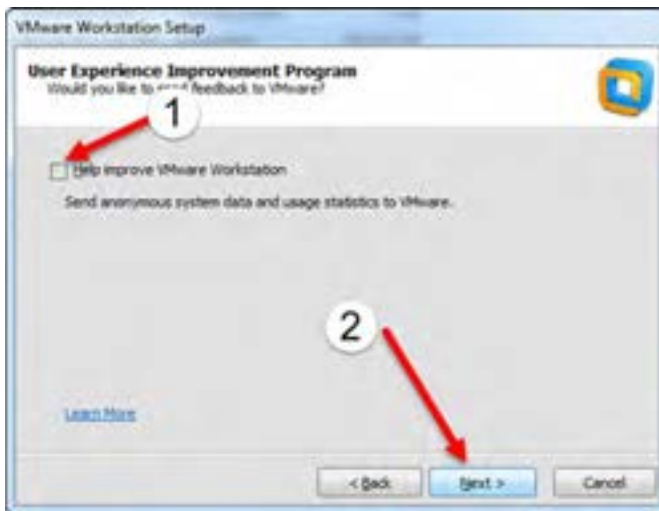 VMware Workstation Setup
User Experience Improvement Program
Would you like to send feedback to VMware?
1
Help improve VMware Workstation
Send anonymous system data and usage statistics to VMware.
2
Learn More
< Back
Next >
Cancel